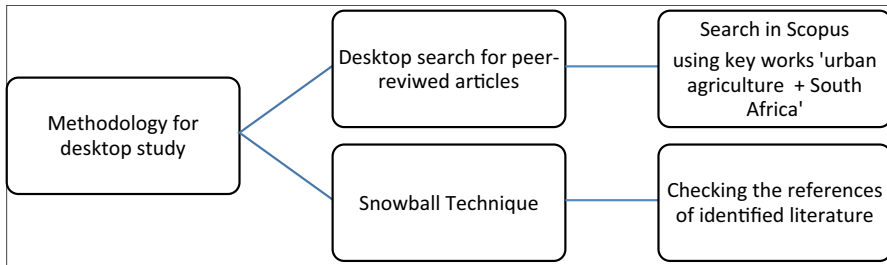 Methodology for
desktop study
Desktop search for peer-
reviwed articles
Search in Scopus
using key works 'urban
agriculture + South
Africa'
Snowball Technique
Checking the references
of identified literature